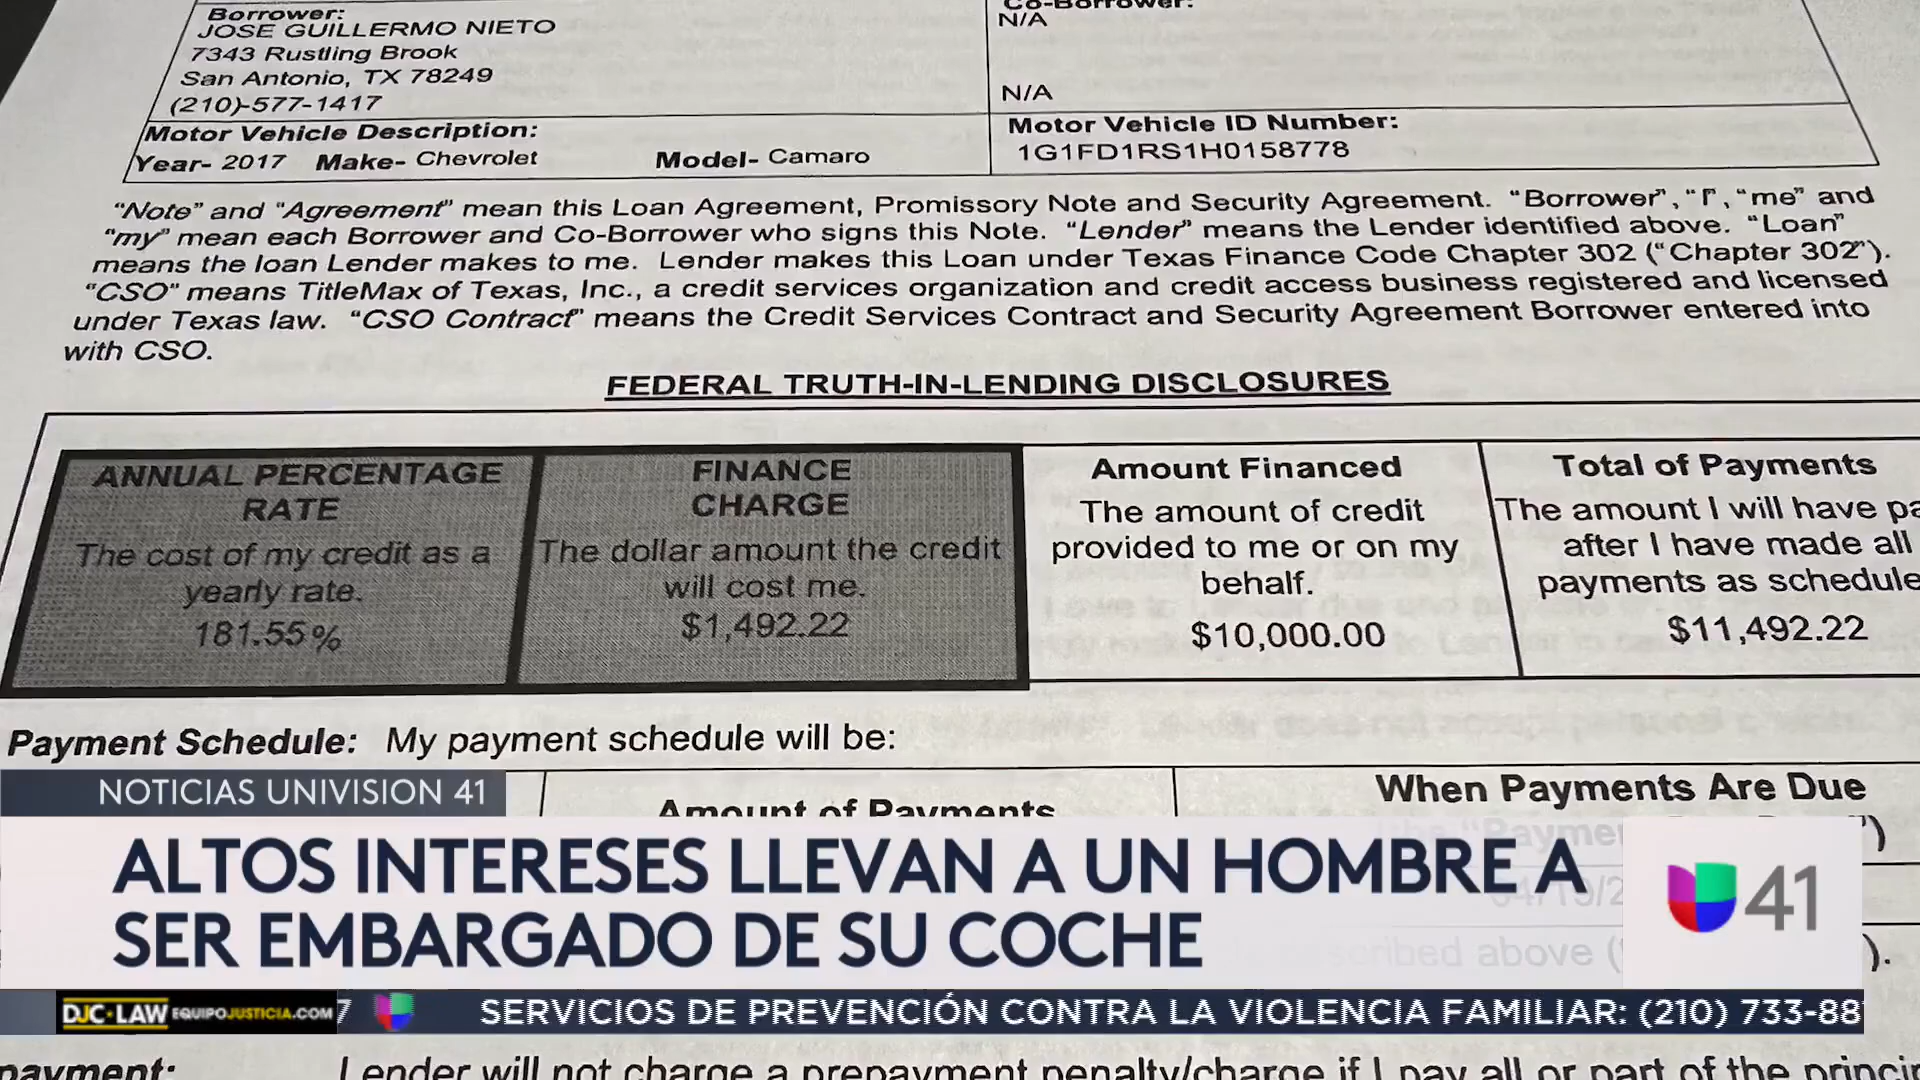 Borrower:
JOSE GUILLERMO NIETO
7343 Rustling Brook
San Antonio, TX 78249
(210)-577-1417
Co-Borrower:
N/A
N/A
Motor Vehicle Description:
Year- 2017 Make- Chevrolet Model- Camaro
Motor Vehicle ID Number:
1G1FD1RS1H0158778
"Note" and "Agreement" mean this Loan Agreement, Promissory Note and Security Agreement. "Borrower", "I", "me" and
"my" mean each Borrower and Co-Borrower who signs this Note. "Lender" means the Lender identified above. "Loan"
means the loan Lender makes to me. Lender makes this Loan under Texas Finance Code Chapter 302 ("Chapter 302").
"CSO" means TitleMax of Texas, Inc., a credit services organization and credit access business registered and licensed
under Texas law. "CSO Contract" means the Credit Services Contract and Security Agreement Borrower entered into
with CSO.
FEDERAL TRUTH-IN-LENDING DISCLOSURES
ANNUAL PERCENTAGE
RATE
The cost of my credit as a
yearly rate.
181.55%
FINANCE
CHARGE
The dollar amount the credit
will cost me.
$1,492.22
Amount Financed
The amount of credit
provided to me or on my
behalf.
$10,000.00
Total of Payments
The amount I will have pa
after I have made all
payments as schedule
$11,492.22
Payment Schedule: My payment schedule will be:
Amount of Payments
When Payments Are Due
NOTICIAS UNIVISION 41
ALTOS INTERESES LLEVAN A UN HOMBRE A
SER EMBARGADO DE SU COCHE
41
DJC LAW EQUIPOJUSTICIA.COM
7 SERVICIOS DE PREVENCIÓN CONTRA LA VIOLENCIA FAMILIAR: (210) 733-88
payment: Lender will not charge a prepayment penalty/charge if I pay all or part of the princi